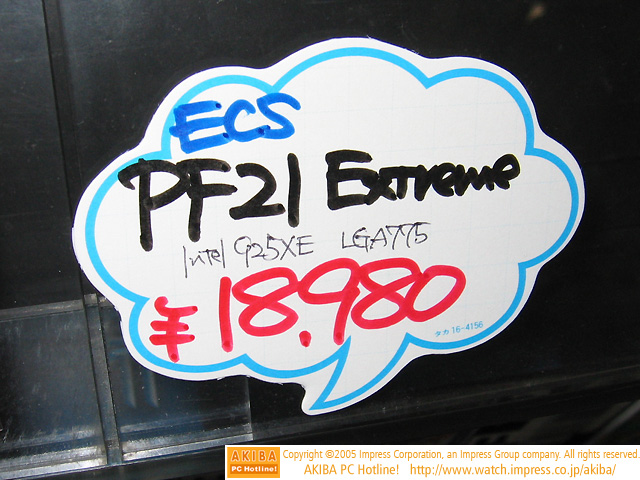 ECS
PF21 Extreme
Intel 925XE LGA775
¥18,980
タカ 16-4156
AKIBA PC Hotline! Copyright ©2005 Impress Corporation, an Impress Group company. All rights reserved.
AKIBA PC Hotline! http://www.watch.impress.co.jp/akiba/